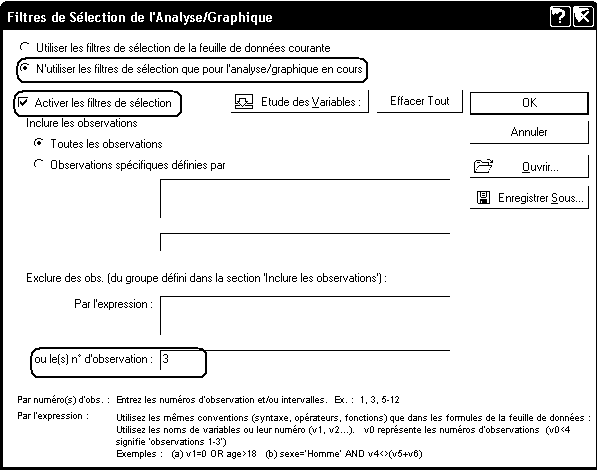 Filtres de Sélection de l'Analyse/Graphique
Utiliser les filtres de sélection de la feuille de données courante
N'utiliser les filtres de sélection que pour l'analyse/graphique en cours
Activer les filtres de sélection
Etude des Variables :
Effacer Tout
OK
Inclure les observations
Annuler
Toutes les observations
Observations spécifiques définies par
Ouvrir...
Enregistrer Sous...
Exclure des obs. (du groupe défini dans la section 'Inclure les observations') :
Par l'expression :
ou le(s) n° d'observation : 3
Par numéro(s) d'obs. : Entrez les numéros d'observation et/ou intervalles. Ex. : 1, 3, 5-12
Par l'expression : Utilisez les mêmes conventions (syntaxe, opérateurs, fonctions) que dans les formules de la feuille de données :
Utilisez les noms de variables ou leur numéro (v1, v2...). v0 représente les numéros d'observations (v0<4
signifie 'observations 1-3')
Exemples : (a) v1=0 OR age>18 (b) sexe='Homme' AND v4<>(v5+v6)